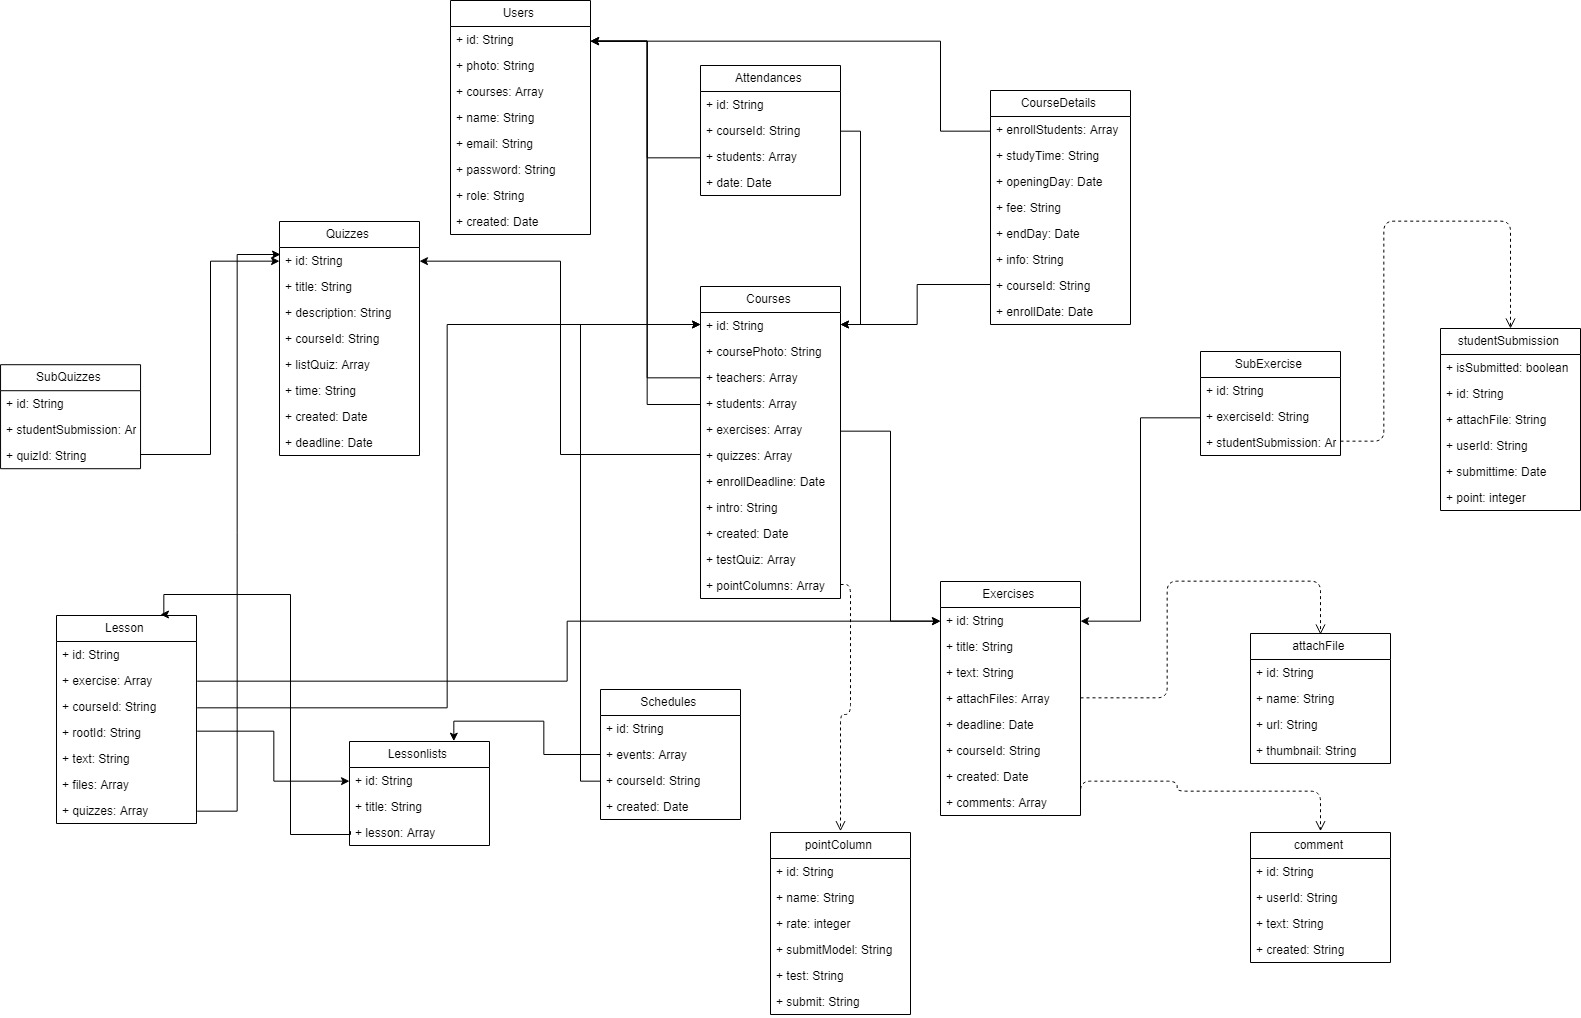 Users
+ id: String
+ photo: String
+ courses: Array
+ name: String
+ email: String
+ password: String
+ role: String
+ created: Date
Attendances
+ id: String
+ courseId: String
+ students: Array
+ date: Date
CourseDetails
+ enrollStudents: Array
+ studyTime: String
+ openingDay: Date
+ fee: String
+ endDay: Date
+ info: String
+ courseId: String
+ enrollDate: Date
Quizzes
+ id: String
+ title: String
+ description: String
+ courseId: String
+ listQuiz: Array
+ time: String
+ created: Date
+ deadline: Date
Courses
+ id: String
+ coursePhoto: String
+ teachers: Array
+ students: Array
+ exercises: Array
+ quizzes: Array
+ enrollDeadline: Date
+ intro: String
+ created: Date
+ testQuiz: Array
+ pointColumns: Array
studentSubmission
+ isSubmitted: boolean
+ id: String
+ attachFile: String
+ userId: String
+ submittime: Date
+ point: integer
SubExercise
+ id: String
+ exerciseId: String
+ studentSubmission: Ar
SubQuizzes
+ id: String
+ studentSubmission: Ar
+ quizId: String
Exercises
+ id: String
+ title: String
+ text: String
+ attachFiles: Array
+ deadline: Date
+ courseId: String
+ created: Date
+ comments: Array
Lesson
+ id: String
+ exercise: Array
+ courseId: String
+ rootId: String
+ text: String
+ files: Array
+ quizzes: Array
attachFile
+ id: String
+ name: String
+ url: String
+ thumbnail: String
Schedules
+ id: String
+ events: Array
+ courseId: String
+ created: Date
Lessonlists
+ id: String
+ title: String
+ lesson: Array
pointColumn
+ id: String
+ name: String
+ rate: integer
+ submitModel: String
+ test: String
+ submit: String
comment
+ id: String
+ userId: String
+ text: String
+ created: String